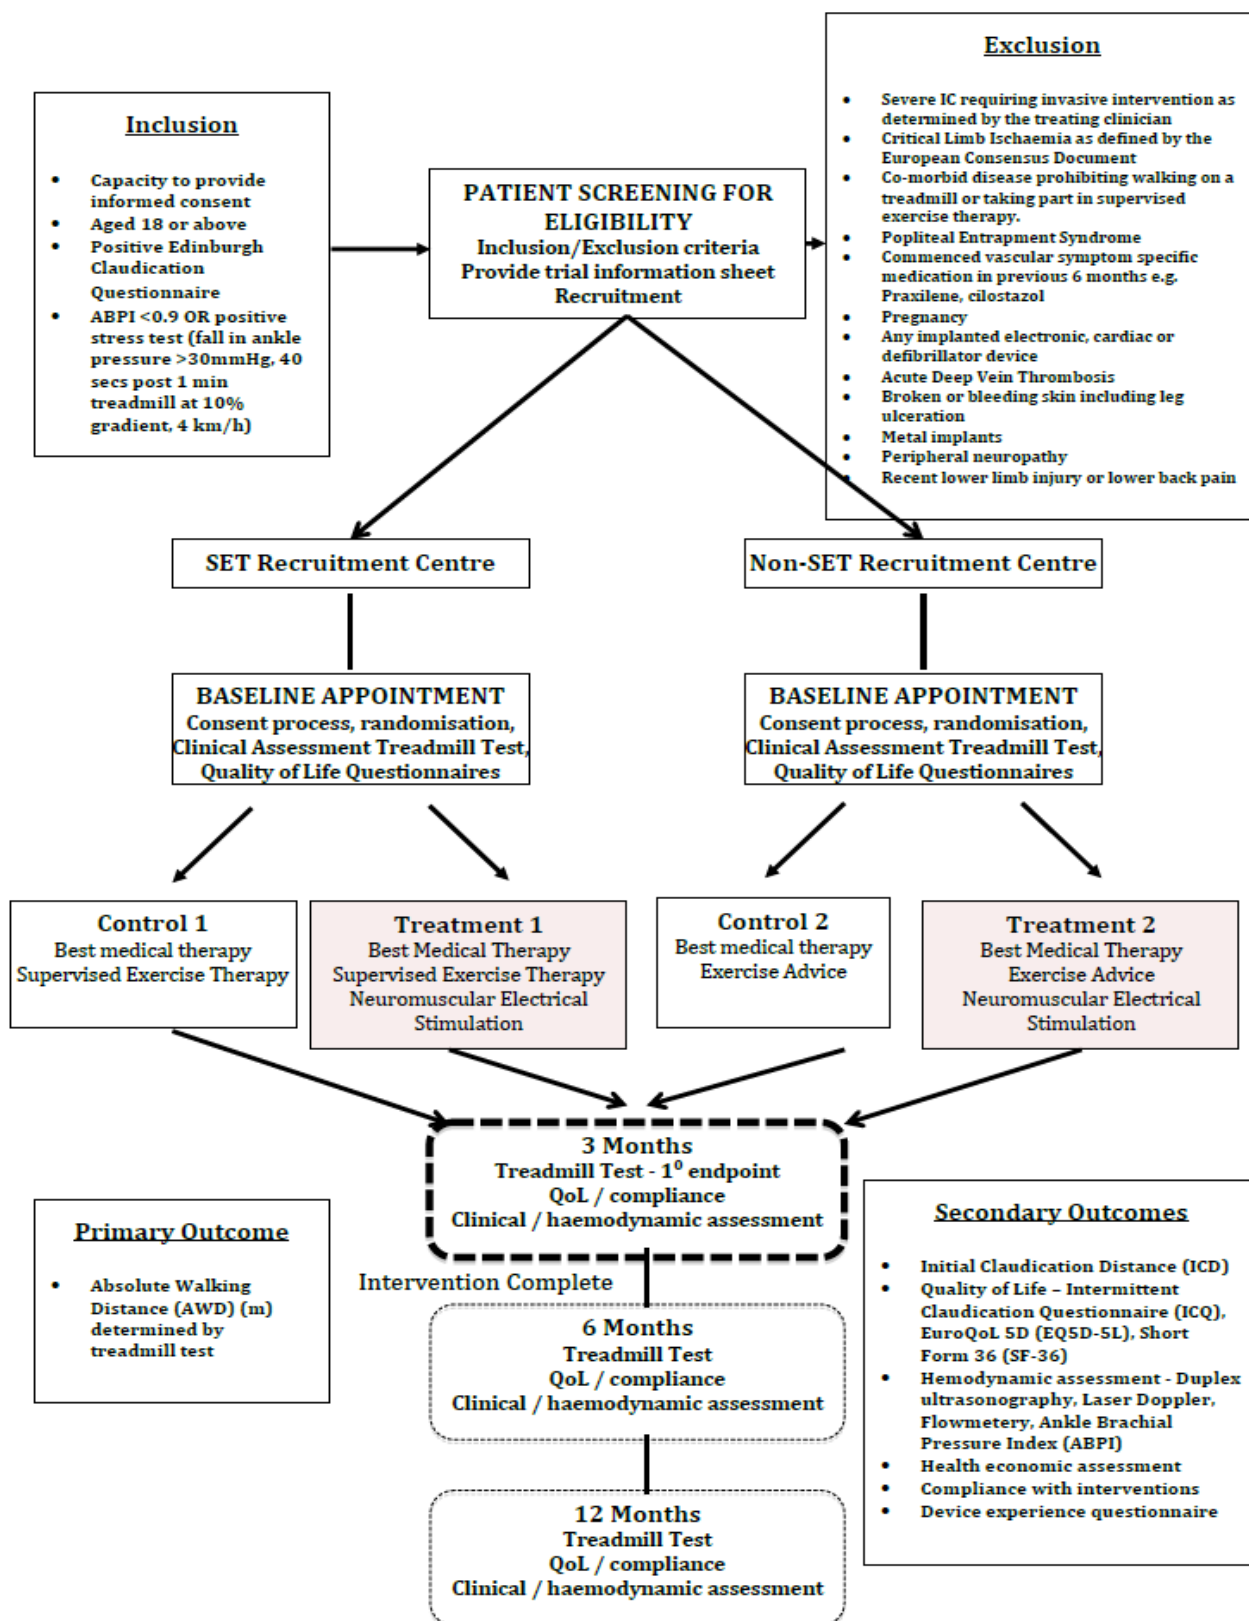 Exclusion
• Severe IC requiring invasive intervention as
determined by the treating clinician
• Critical Limb Ischaemia as defined by the
European Consensus Document
• Co-morbid disease prohibiting walking on a
treadmill or taking part in supervised
exercise therapy.
• Popliteal Entrapment Syndrome
• Commenced vascular symptom specific
medication in previous 6 months e.g.
Praxilene, cilostazol
• Pregnancy
• Any implanted electronic, cardiac or
defibrillator device
• Acute Deep Vein Thrombosis
• Broken or bleeding skin including leg
ulceration
• Metal implants
• Peripheral neuropathy
• Recent lower limb injury or lower back pain
Inclusion
• Capacity to provide
informed consent
• Aged 18 or above
• Positive Edinburgh
Claudication
Questionnaire
• ABPI <0.9 OR positive
stress test (fall in ankle
pressure >30mmHg, 40
secs post 1 min
treadmill at 10%
gradient, 4 km/h)
PATIENT SCREENING FOR
ELIGIBILITY
Inclusion/Exclusion criteria
Provide trial information sheet
Recruitment
SET Recruitment Centre
Non-SET Recruitment Centre
BASELINE APPOINTMENT
Consent process, randomisation,
Clinical Assessment Treadmill Test,
Quality of Life Questionnaires
BASELINE APPOINTMENT
Consent process, randomisation,
Clinical Assessment Treadmill Test,
Quality of Life Questionnaires
Control 1
Best medical therapy
Supervised Exercise Therapy
Treatment 1
Best Medical Therapy
Supervised Exercise Therapy
Neuromuscular Electrical
Stimulation
Control 2
Best medical therapy
Exercise Advice
Treatment 2
Best Medical Therapy
Exercise Advice
Neuromuscular Electrical
Stimulation
3 Months
Treadmill Test - 1⁰ endpoint
QoL / compliance
Clinical / haemodynamic assessment
Intervention Complete
6 Months
Treadmill Test
QoL / compliance
Clinical / haemodynamic assessment
12 Months
Treadmill Test
QoL / compliance
Clinical / haemodynamic assessment
Primary Outcome
• Absolute Walking
Distance (AWD) (m)
determined by
treadmill test
Secondary Outcomes
• Initial Claudication Distance (ICD)
• Quality of Life – Intermittent
Claudication Questionnaire (ICQ),
EuroQoL 5D (EQ5D-5L), Short
Form 36 (SF-36)
• Hemodynamic assessment - Duplex
ultrasonography, Laser Doppler,
Flowmetery, Ankle Brachial
Pressure Index (ABPI)
• Health economic assessment
• Compliance with interventions
• Device experience questionnaire